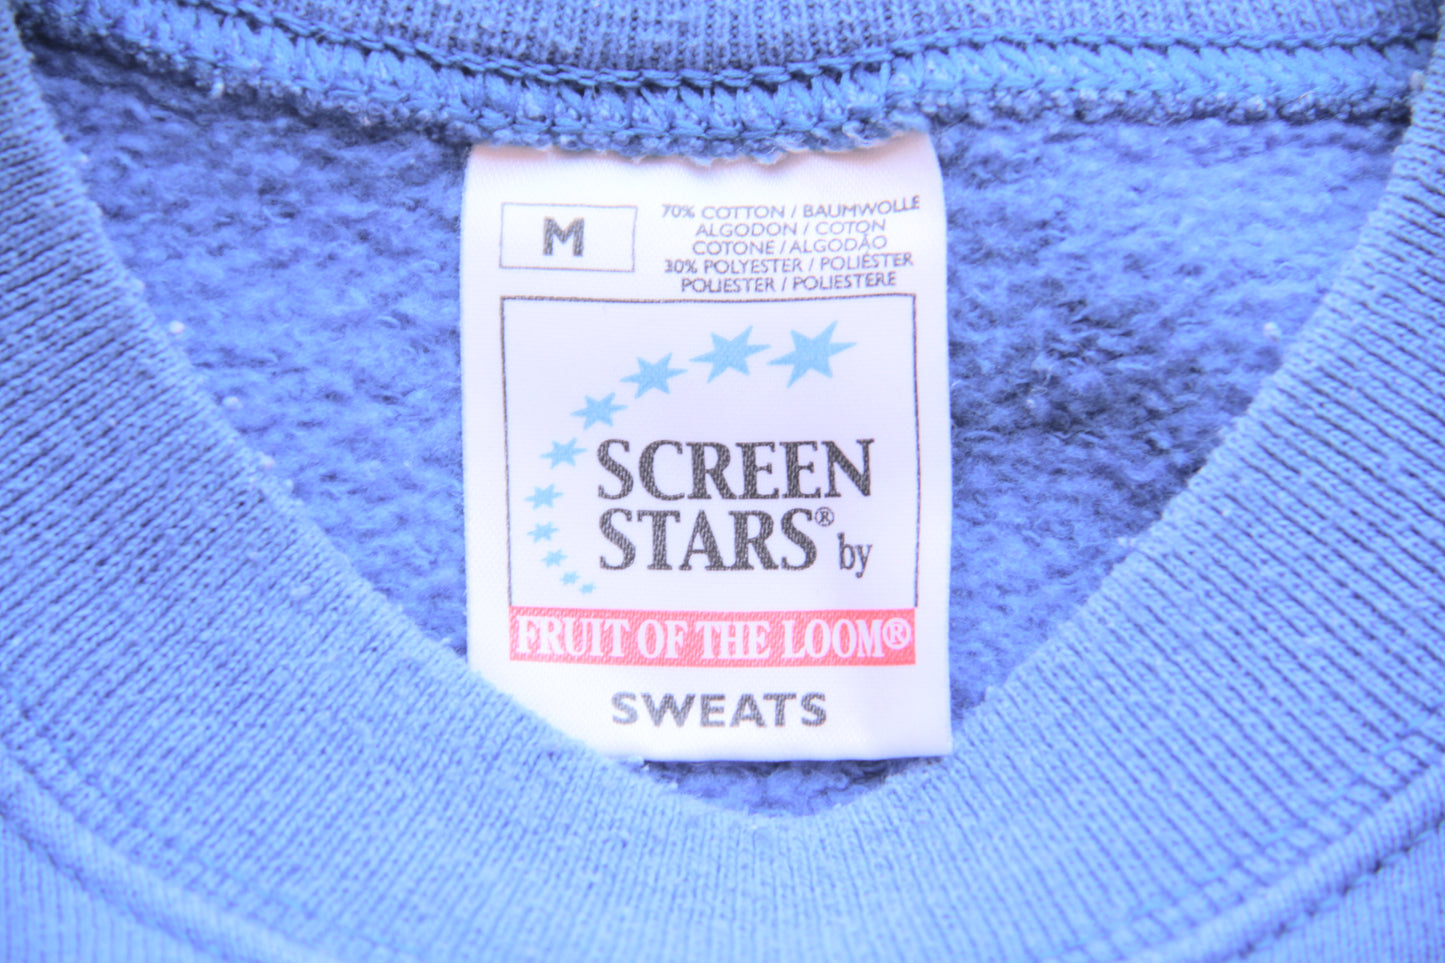 M
70% COTTON / BAUMWOLLE
ALGODON / COTON
COTONE / ALGODÃO
30% POLYESTER / POLIÉSTER
POLIESTER / POLIESTERE
SCREEN
STARS® by
FRUIT OF THE LOOM®
SWEATS